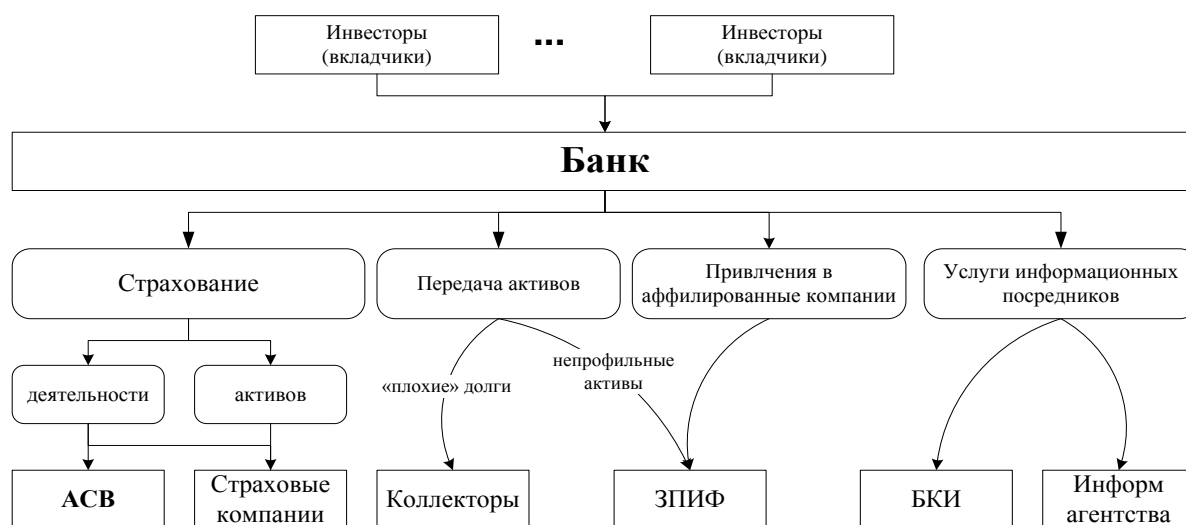 Инвесторы
(вкладчики)
...
Инвесторы
(вкладчики)
Банк
Страхование
Передача активов
Привлчения в
аффилированные компании
Услуги информационных
посредников
деятельности
активов
«плохие» долги
непрофильные
активы
АСВ
Страховые
компании
Коллекторы
ЗПИФ
БКИ
Информ
агентства